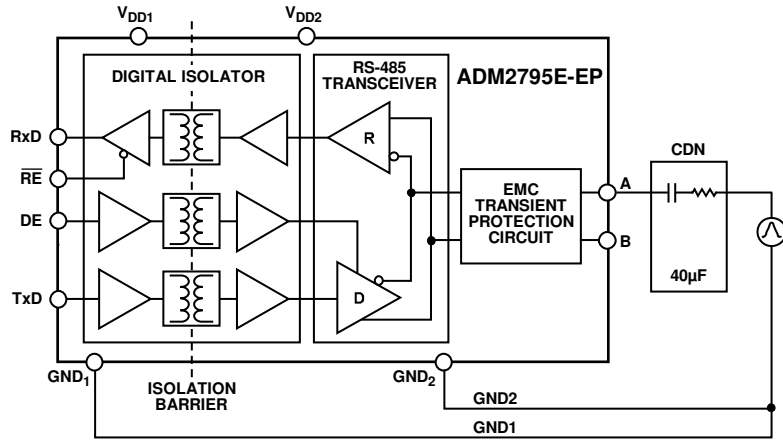 VDD1
VDD2
DIGITAL ISOLATOR
RS-485
TRANSCEIVER
ADM2795E-EP
RxD
R
CDN
RE
EMC
TRANSIENT
PROTECTION
CIRCUIT
A
DE
B
40µF
TxD
D
GND1
ISOLATION
BARRIER
GND2
GND2
GND1